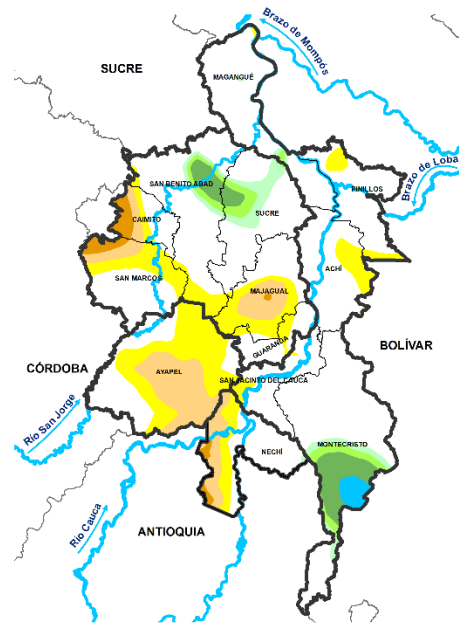 Brazo de Mompós
SUCRE
MAGANGUÉ
Brazo de Loba
SAN BENITO ABAD
PINILLOS
CAIMITO
SUCRE
SAN MARCOS
ACHÍ
MAJAGUAL
GUARANDA
BOLÍVAR
CÓRDOBA
AYAPEL
SAN JACINTO DEL CAUCA
Río San Jorge
MONTECRISTO
NECHÍ
Río Cauca
ANTIOQUIA